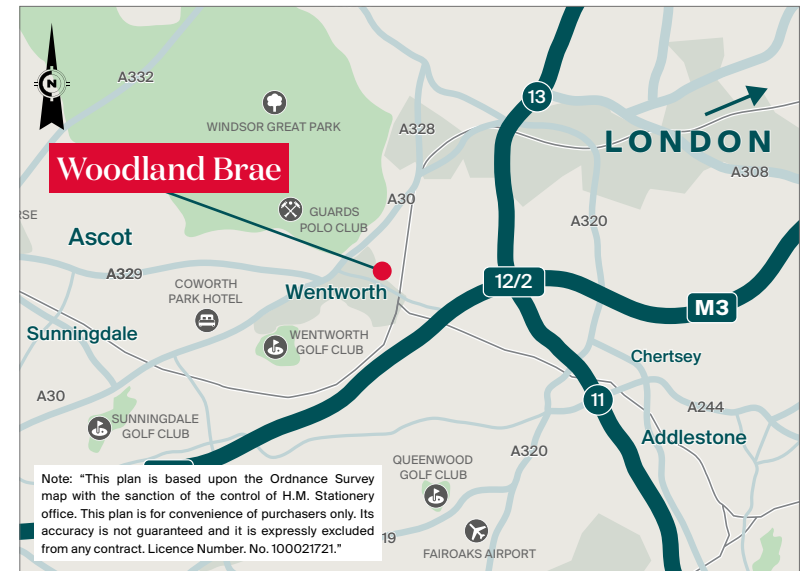 N
A332
WINDSOR GREAT PARK
13
A328
LONDON
A308
Woodland Brae
A30
GUARDS
POLO CLUB
RSE
A320
Ascot
A329
COWORTH
PARK HOTEL
Wentworth
12/2
M3
Sunningdale
WENTWORTH
GOLF CLUB
Chertsey
A30
11
A244
SUNNINGDALE
GOLF CLUB
Addlestone
A320
QUEENWOOD
GOLF CLUB
Note: “This plan is based upon the Ordnance Survey
map with the sanction of the control of H.M. Stationery
office. This plan is for convenience of purchasers only. Its
accuracy is not guaranteed and it is expressly excluded
from any contract. Licence Number. No. 100021721.”
19
FAIROAKS AIRPORT